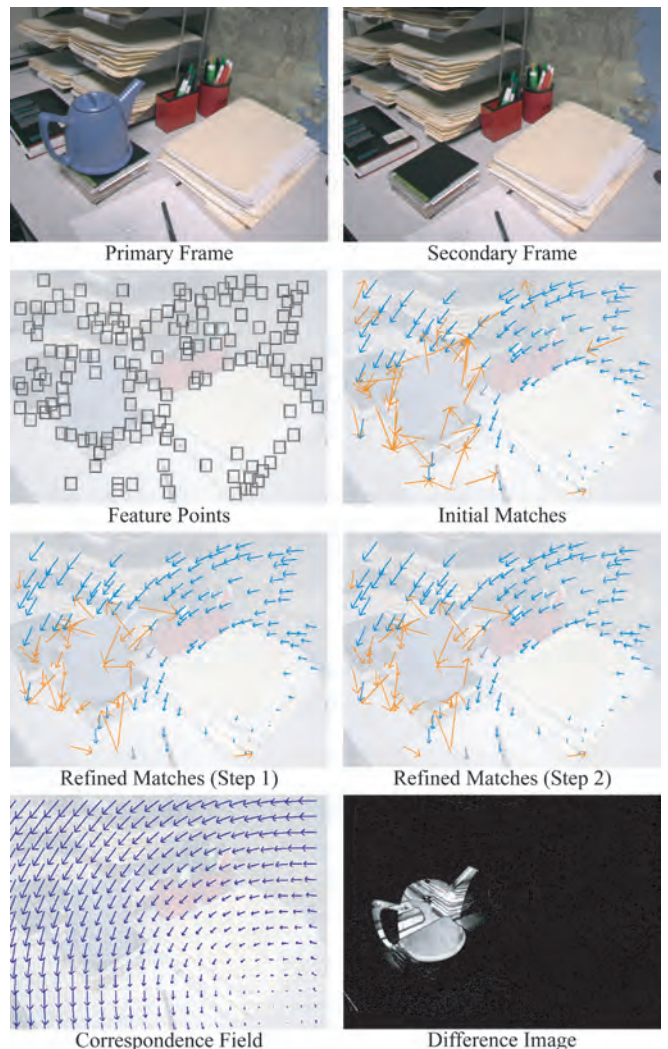 Primary Frame
Secondary Frame
Feature Points
Initial Matches
Refined Matches (Step 1)
Refined Matches (Step 2)
Correspondence Field
Difference Image